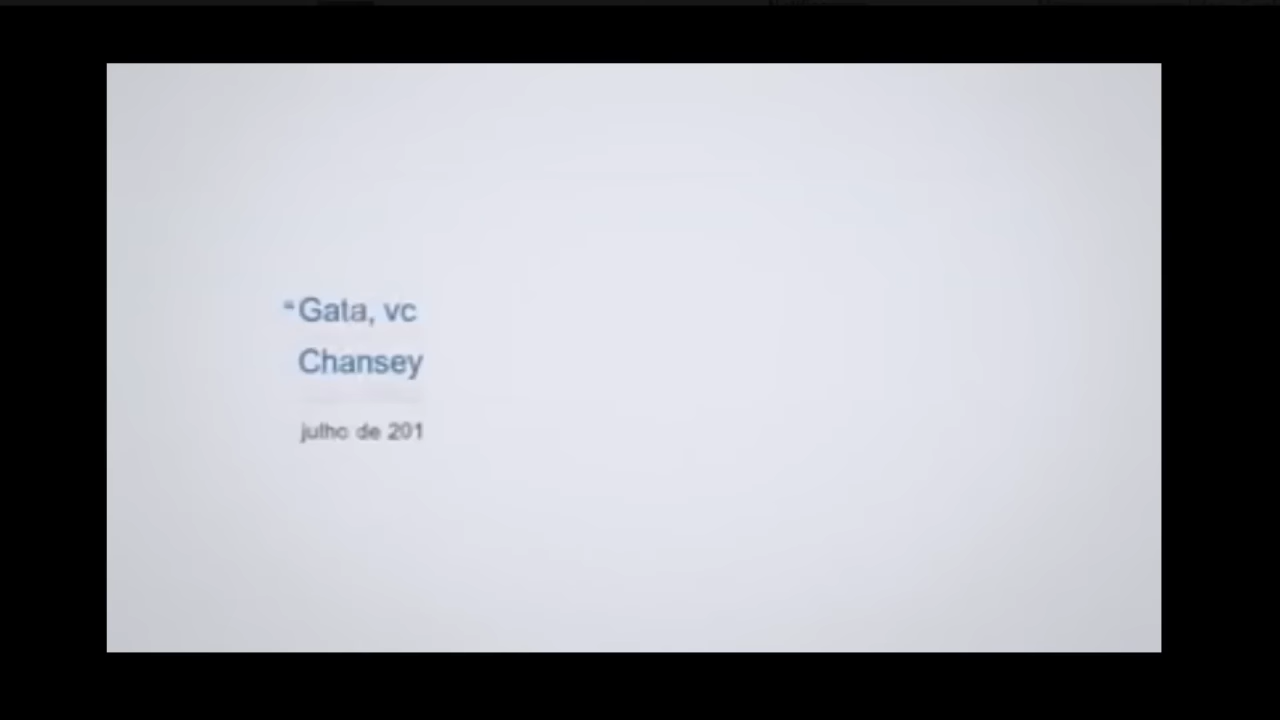 “Gata, vc
Chansey
julho de 201